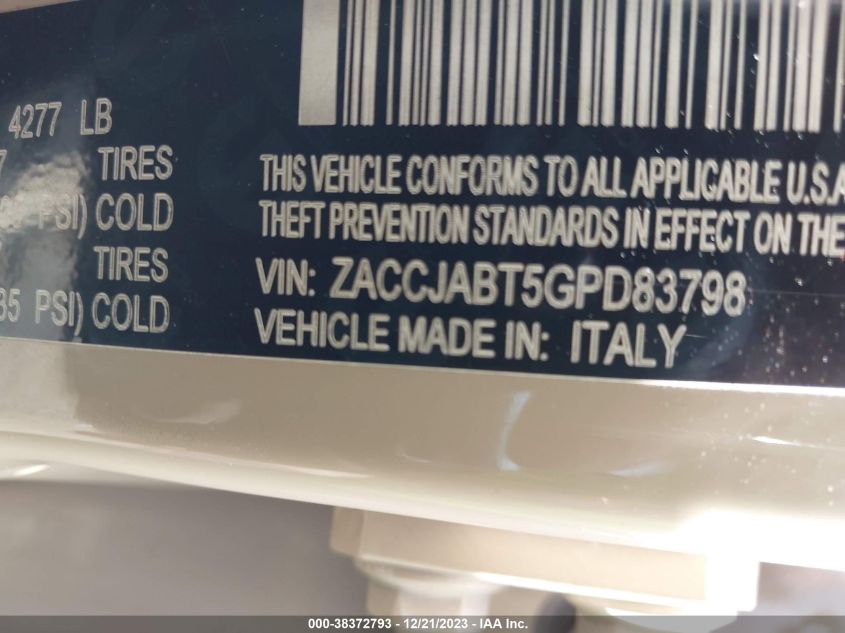 4277 LB
7 TIRES
PSI) COLD
TIRES
35 PSI) COLD
THIS VEHICLE CONFORMS TO ALL APPLICABLE U.S.A
THEFT PREVENTION STANDARDS IN EFFECT ON THE
VIN: ZACCJABT5GPD83798
VEHICLE MADE IN: ITALY
000-38372793 - 12/21/2023 - IAA Inc.